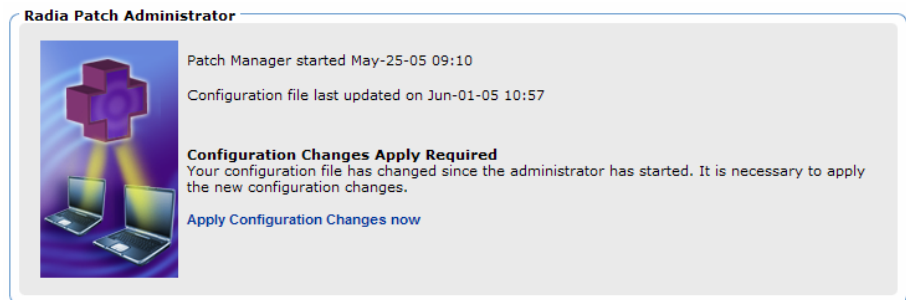 Radia Patch Administrator
Patch Manager started May-25-05 09:10
Configuration file last updated on Jun-01-05 10:57
Configuration Changes Apply Required
Your configuration file has changed since the administrator has started. It is necessary to apply
the new configuration changes.
Apply Configuration Changes now